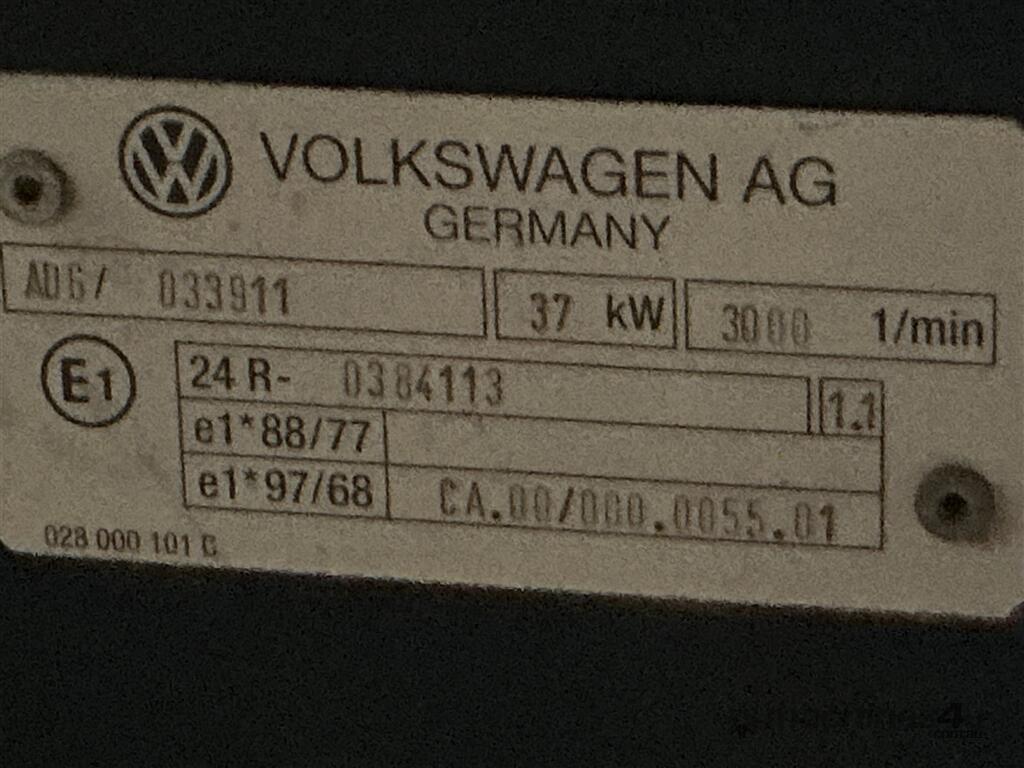 VOLKSWAGEN AG
GERMANY
ADG/ 033911 37 kW 3000 1/min
E1 24 R- 0384113 1.1
e1*88/77
e1*97/68 CA.00/000.0055.01
028 000 101 C